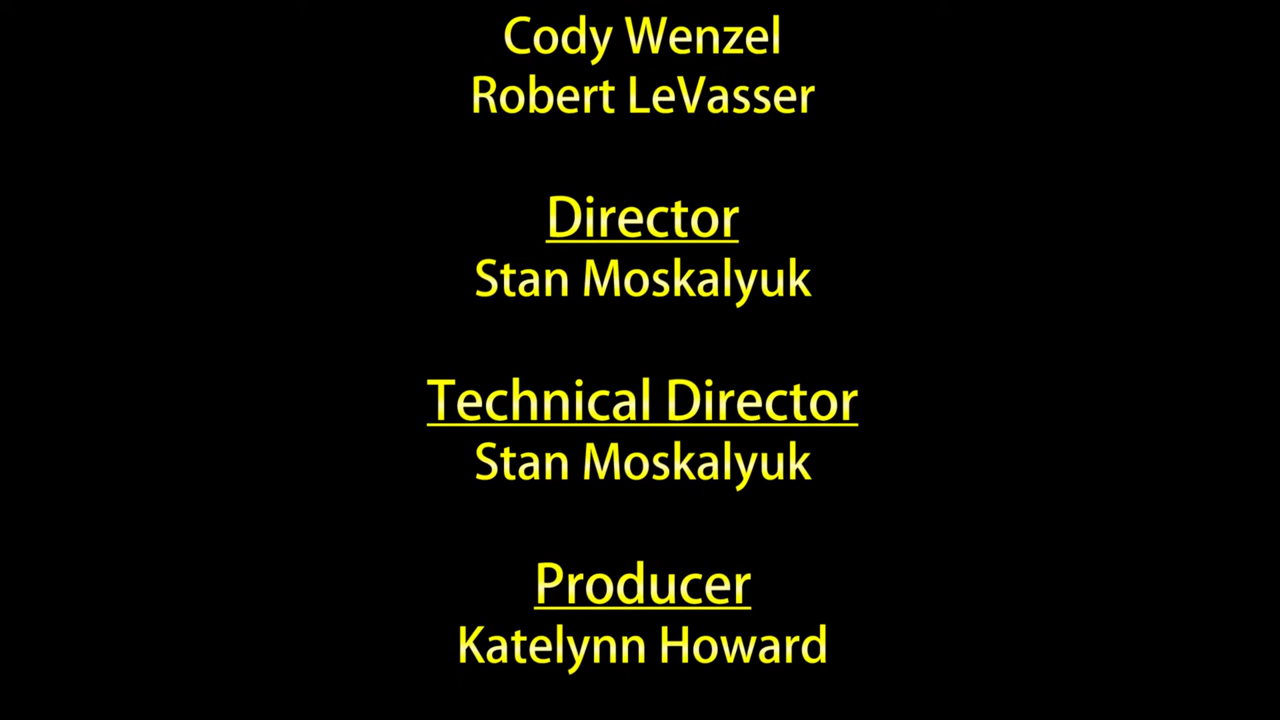 Cody Wenzel
Robert LeVasser
Director
Stan Moskalyuk
Technical Director
Stan Moskalyuk
Producer
Katelynn Howard